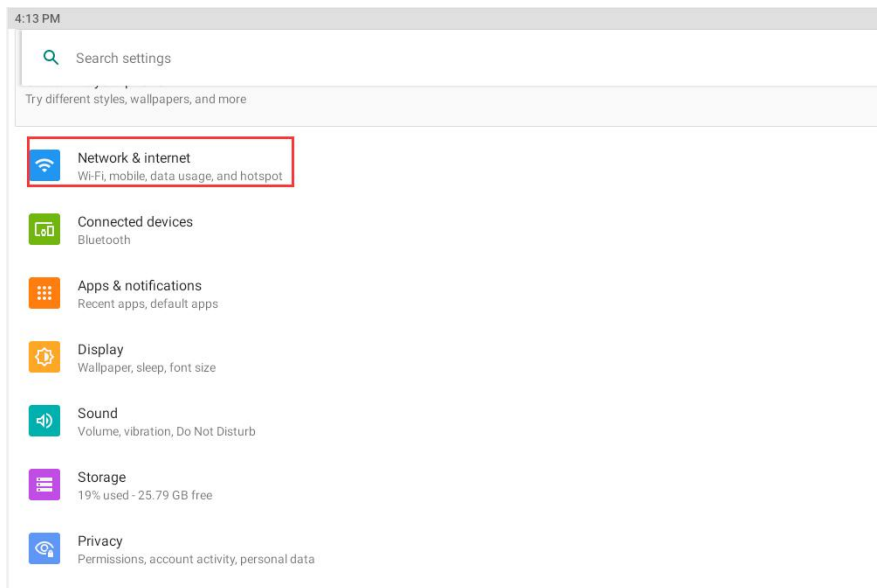 4:13 PM
Search settings
Try different styles, wallpapers, and more
Network & internet
Wi-Fi, mobile, data usage, and hotspot
Connected devices
Bluetooth
Apps & notifications
Recent apps, default apps
Display
Wallpaper, sleep, font size
Sound
Volume, vibration, Do Not Disturb
Storage
19% used - 25.79 GB free
Privacy
Permissions, account activity, personal data